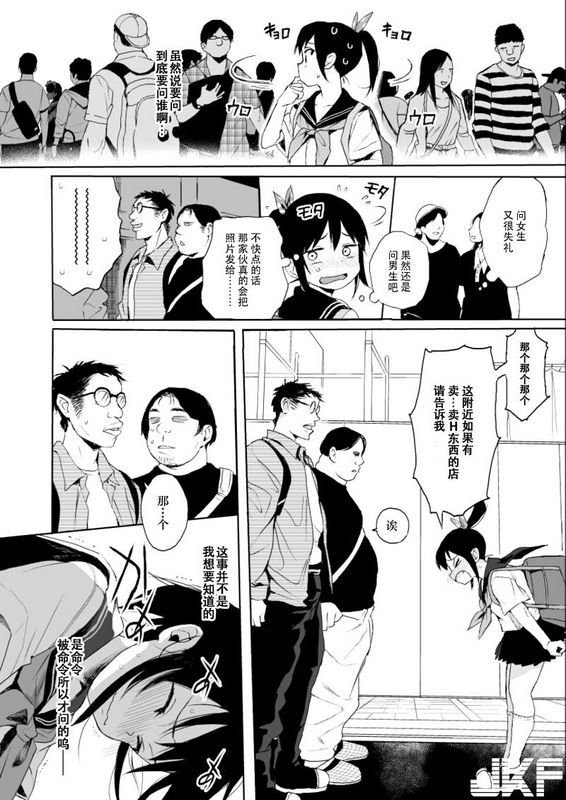 虽然说要问
到底要问谁啊…
キョロ
キョロ
ウロ
ウロ
问女生
又很失礼
果然还是
问男生吧
モタ
モタ
不快点的话
那家伙真的会把
照片发给………
那个那个那个
这附近如果有
卖…卖H东西的店
请告诉我
诶
那…个
这事并不是
我想要知道的
是命令
被命令所以才问的呜
JKF